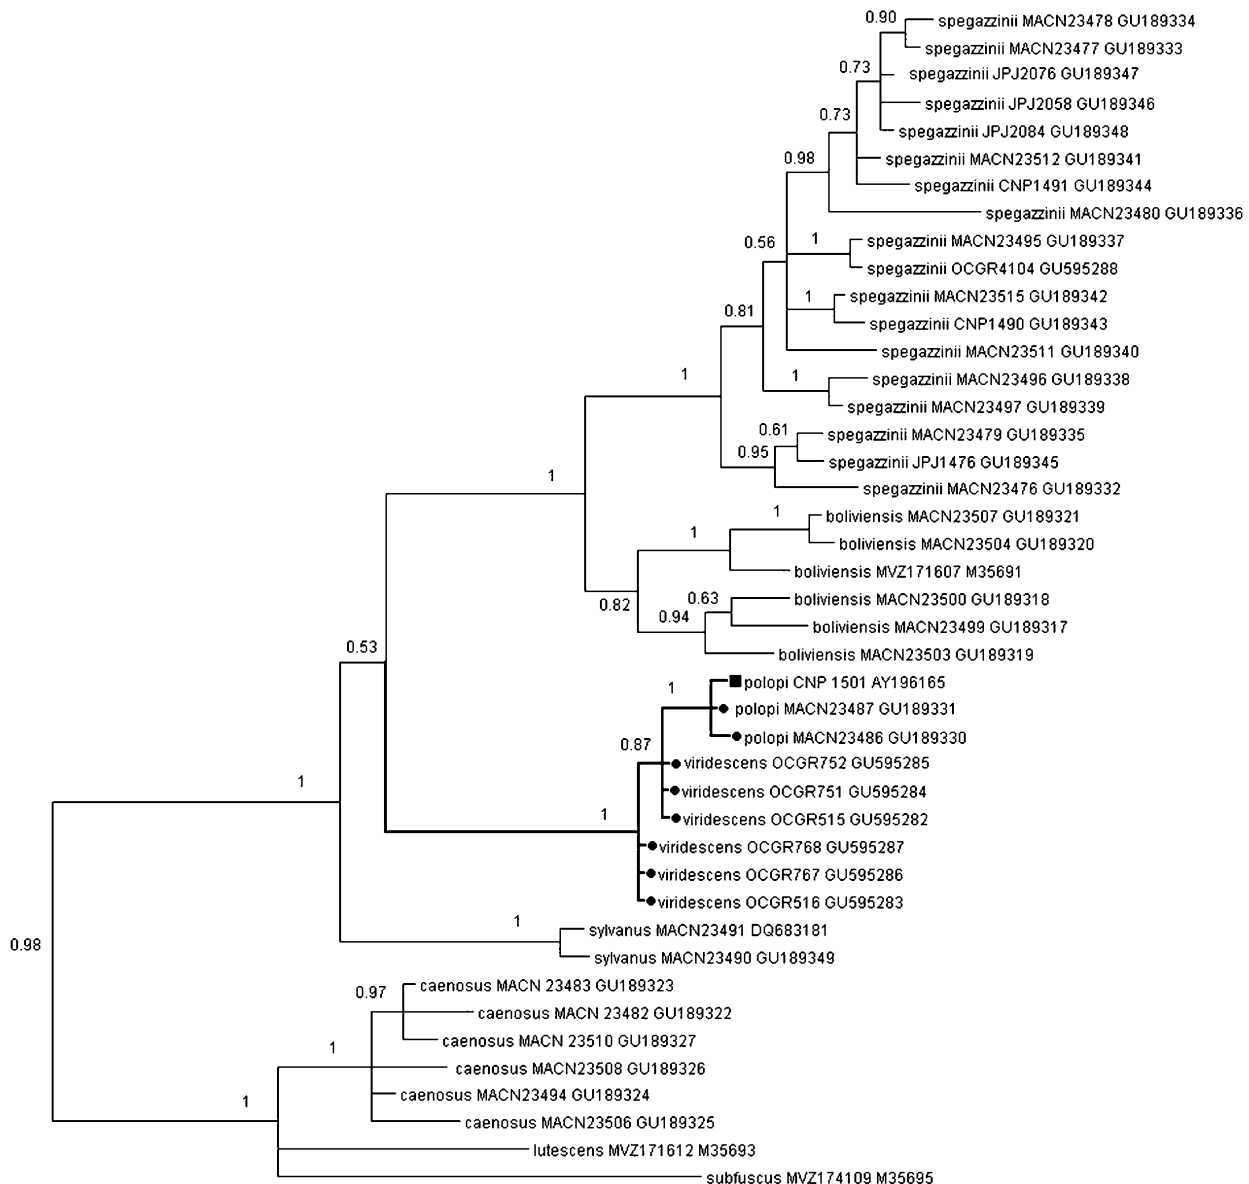 0.90
spegazzinii MACN23478 GU189334
spegazzinii MACN23477 GU189333
0.73
spegazzinii JPJ2076 GU189347
spegazzinii JPJ2058 GU189346
0.73
spegazzinii JPJ2084 GU189348
0.98
spegazzinii MACN23512 GU189341
spegazzinii CNP1491 GU189344
spegazzinii MACN23480 GU189336
0.56
1
spegazzinii MACN23495 GU189337
spegazzinii OCGR4104 GU595288
1
spegazzinii MACN23515 GU189342
0.81
spegazzinii CNP1490 GU189343
spegazzinii MACN23511 GU189340
1
1
spegazzinii MACN23496 GU189338
spegazzinii MACN23497 GU189339
0.61
spegazzinii MACN23479 GU189335
0.95
spegazzinii JPJ1476 GU189345
1
spegazzinii MACN23476 GU189332
1
boliviensis MACN23507 GU189321
1
boliviensis MACN23504 GU189320
boliviensis MVZ171607 M35691
0.82
0.63
boliviensis MACN23500 GU189318
0.94
boliviensis MACN23499 GU189317
0.53
boliviensis MACN23503 GU189319
1
polopi CNP 1501 AY196165
polopi MACN23487 GU189331
0.87
polopi MACN23486 GU189330
viridescens OCGR752 GU595285
1
viridescens OCGR751 GU595284
1
viridescens OCGR515 GU595282
viridescens OCGR768 GU595287
viridescens OCGR767 GU595286
viridescens OCGR516 GU595283
1
sylvanus MACN23491 DQ683181
0.98
sylvanus MACN23490 GU189349
0.97
caenosus MACN 23483 GU189323
caenosus MACN 23482 GU189322
1
caenosus MACN 23510 GU189327
caenosus MACN23508 GU189326
1
caenosus MACN23494 GU189324
caenosus MACN23506 GU189325
lutescens MVZ171612 M35693
subfuscus MVZ174109 M35695